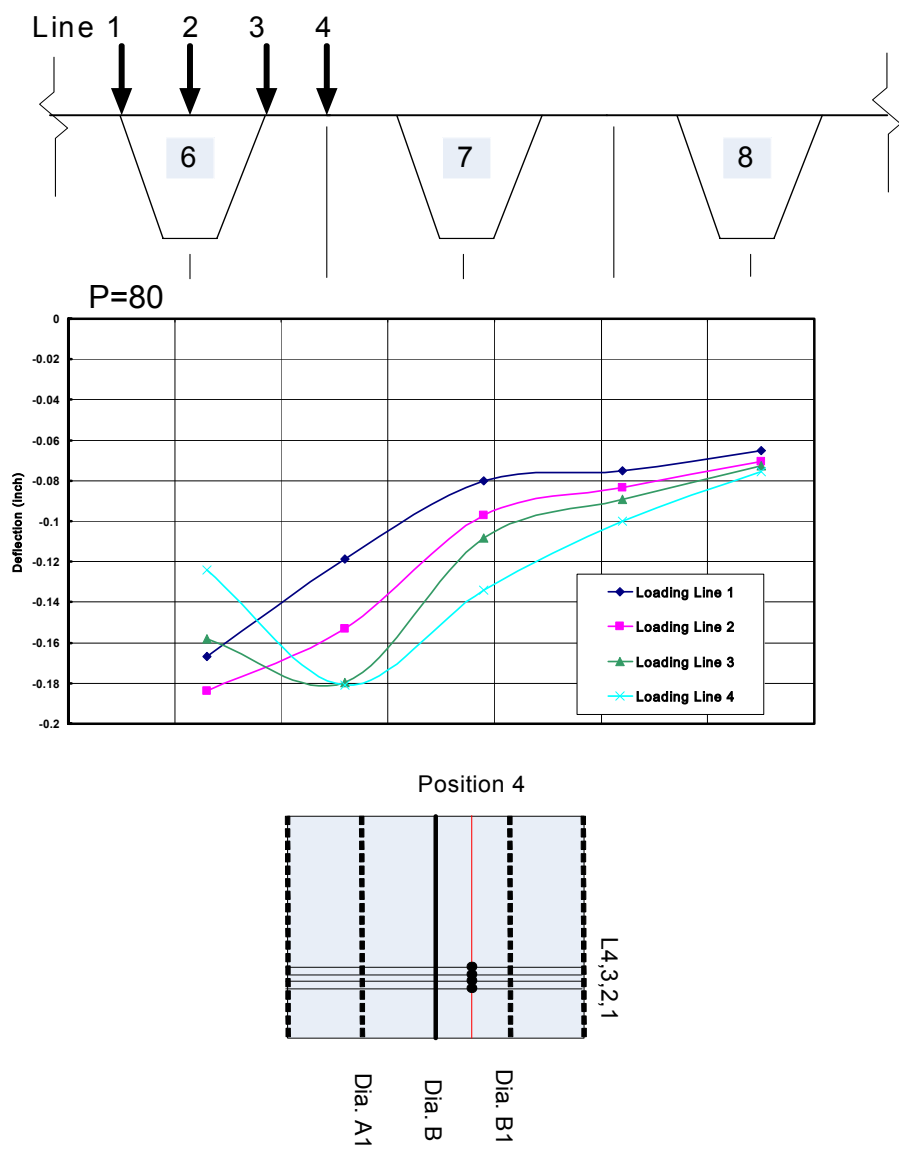 Line 1 2 3 4
6 7 8
P=80
0
-0.02
-0.04
-0.06
-0.08
-0.1
-0.12
-0.14
-0.16
-0.18
-0.2
Deflection (inch)
Loading Line 1
Loading Line 2
Loading Line 3
Loading Line 4
Position 4
L4,3,2,1
Dia. A1
Dia. B
Dia. B1